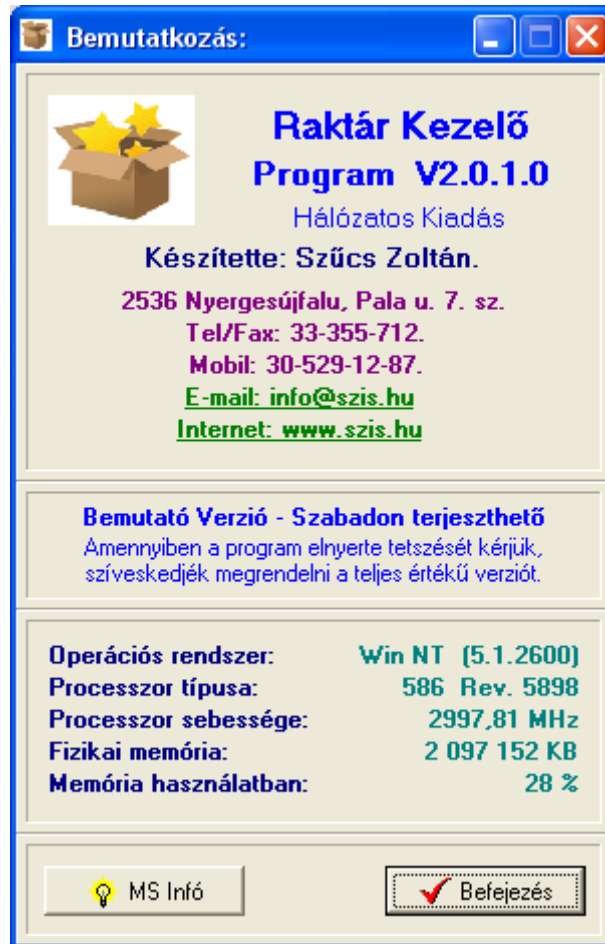 Bemutatkozás:
Raktár Kezelő
Program V2.0.1.0
Hálózatos Kiadás
Készítette: Szűcs Zoltán.
2536 Nyergesújfalu, Pala u. 7. sz.
Tel/Fax: 33-355-712.
Mobil: 30-529-12-87.
E-mail: info@szis.hu
Internet: www.szis.hu
Bemutató Verzió - Szabadon terjeszthető
Amennyiben a program elnyerte tetszését kérjük,
szíveskedjék megrendelni a teljes értékű verziót.
Operációs rendszer: Win NT (5.1.2600)
Processzor típusa: 586 Rev. 5898
Processzor sebessége: 2997,81 MHz
Fizikai memória: 2 097 152 KB
Memória használatban: 28 %
MS Infó Befejezés